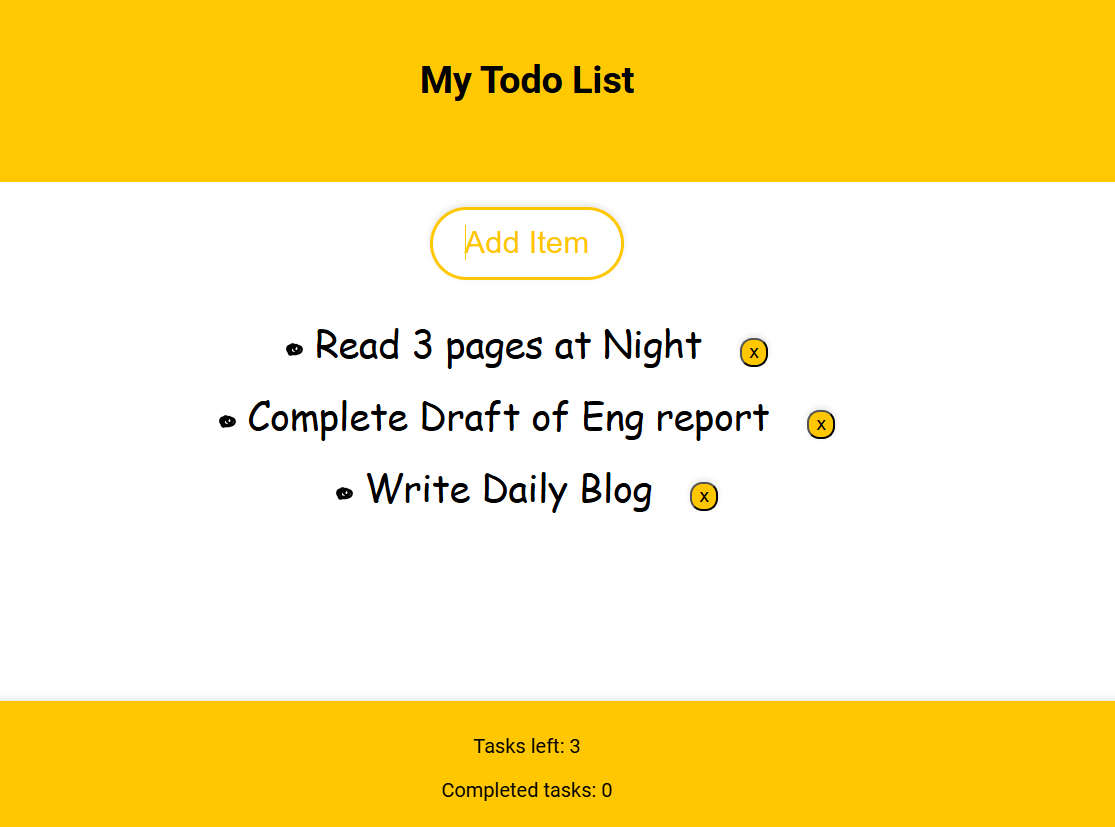 My Todo List
Add Item
Read 3 pages at Night x
Complete Draft of Eng report x
Write Daily Blog x
Tasks left: 3
Completed tasks: 0